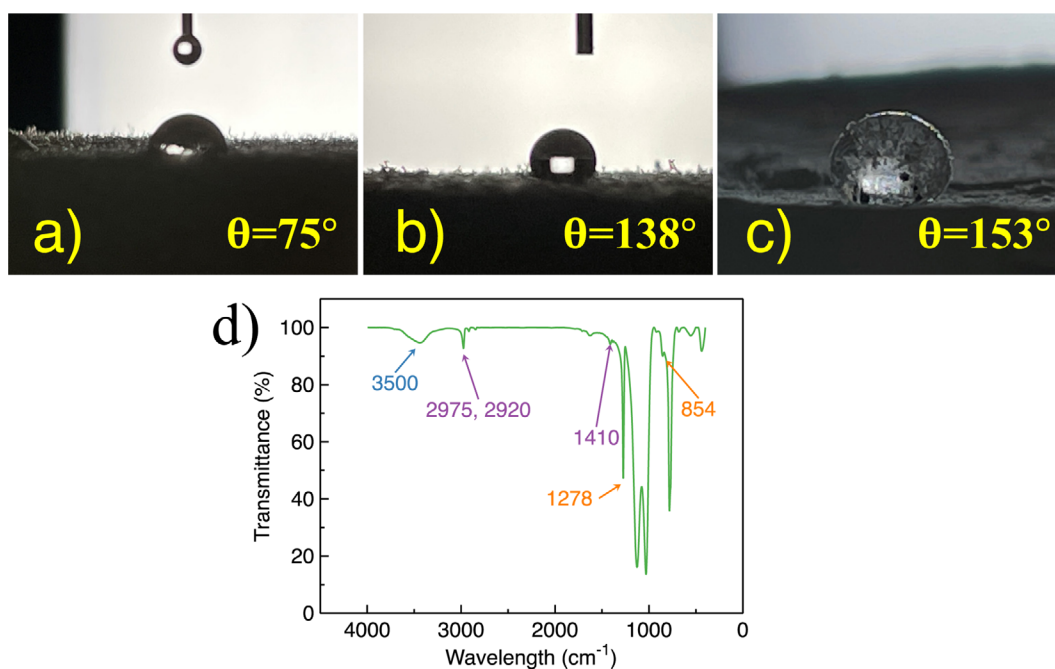 a)
θ=75°
b)
θ=138°
c)
θ=153°
d)
100
80
60
40
20
0
Transmittance (%)
3500
2975, 2920
1410
1278
854
4000
3000
2000
1000
0
Wavelength (cm⁻¹)